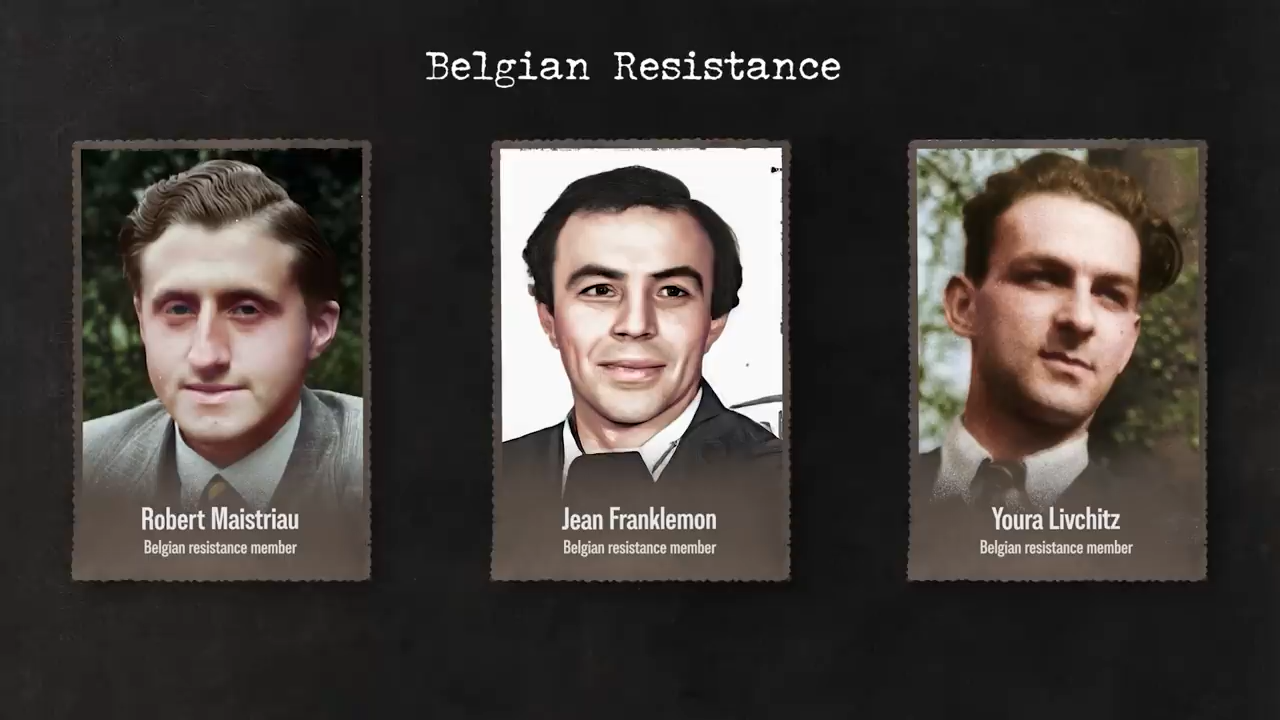 Belgian Resistance
Robert Maistriau
Belgian resistance member
Jean Franklemon
Belgian resistance member
Youra Livchitz
Belgian resistance member